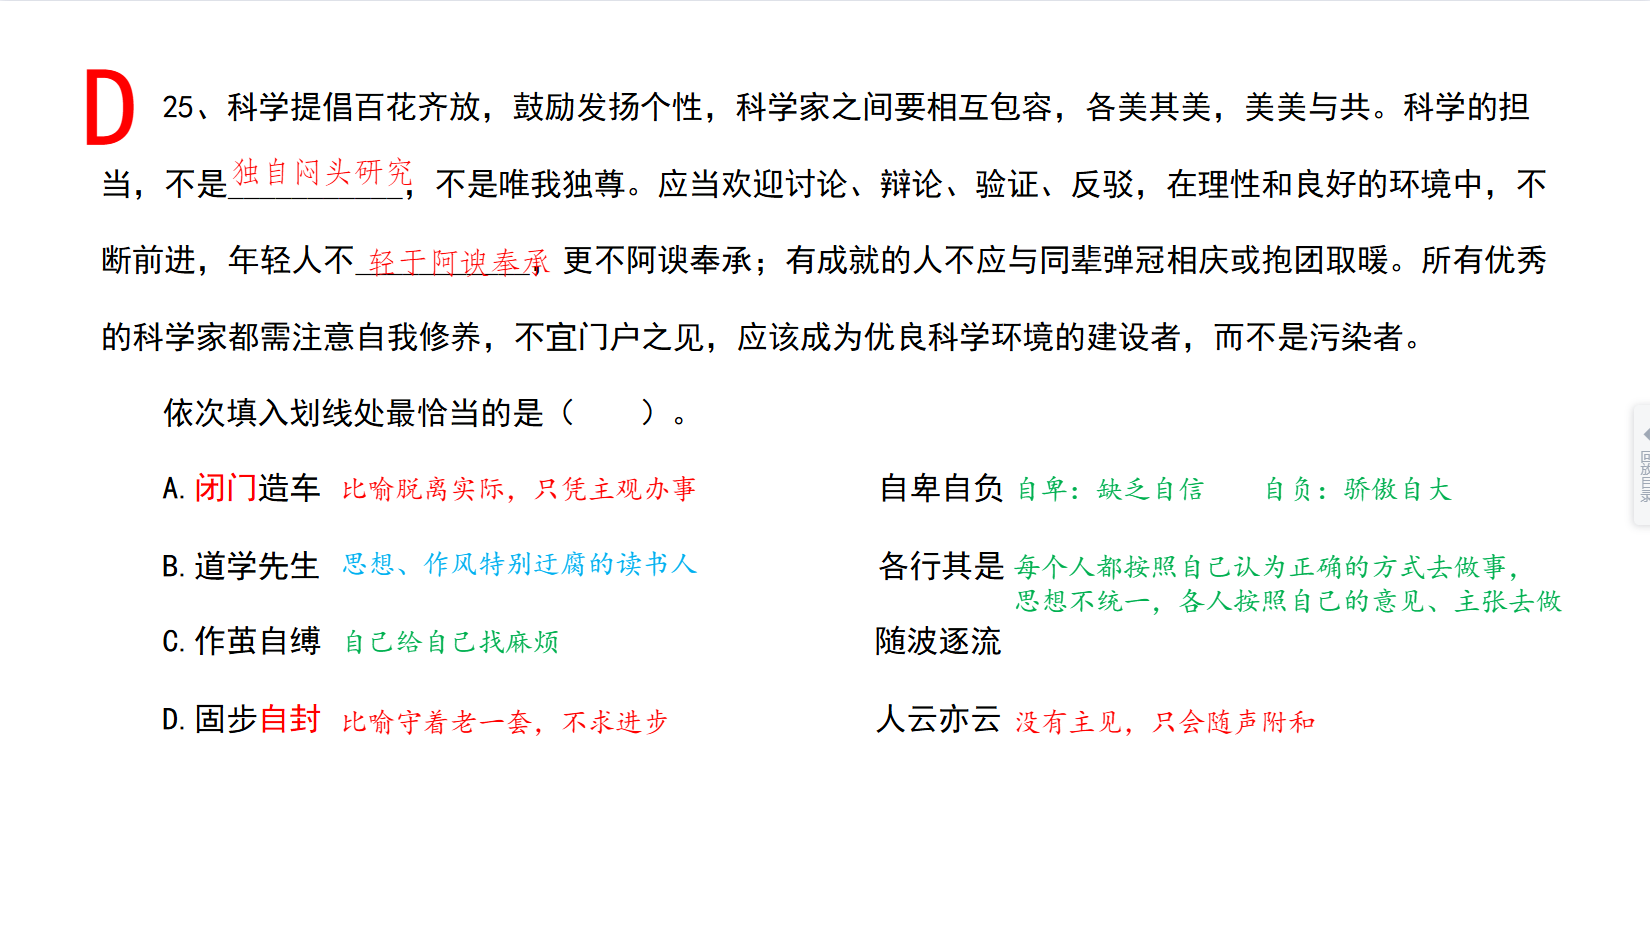 D
25、科学提倡百花齐放，鼓励发扬个性，科学家之间要相互包容，各美其美，美美与共。科学的担
当，不是独自闷头研究，不是唯我独尊。应当欢迎讨论、辩论、验证、反驳，在理性和良好的环境中，不
断前进，年轻人不轻于阿谀奉承，更不阿谀奉承；有成就的人不应与同辈弹冠相庆或抱团取暖。所有优秀
的科学家都需注意自我修养，不宜门户之见，应该成为优良科学环境的建设者，而不是污染者。
依次填入划线处最恰当的是（　　）。
A.闭门造车 比喻脱离实际，只凭主观办事 自卑自负 自卑：缺乏自信 自负：骄傲自大
B.道学先生 思想、作风特别迂腐的读书人 各行其是 每个人都按照自己认为正确的方式去做事，
思想不统一，各人按照自己的意见、主张去做
C.作茧自缚 自己给自己找麻烦 随波逐流
D.固步自封 比喻守着老一套，不求进步 人云亦云 没有主见，只会随声附和
回放目录